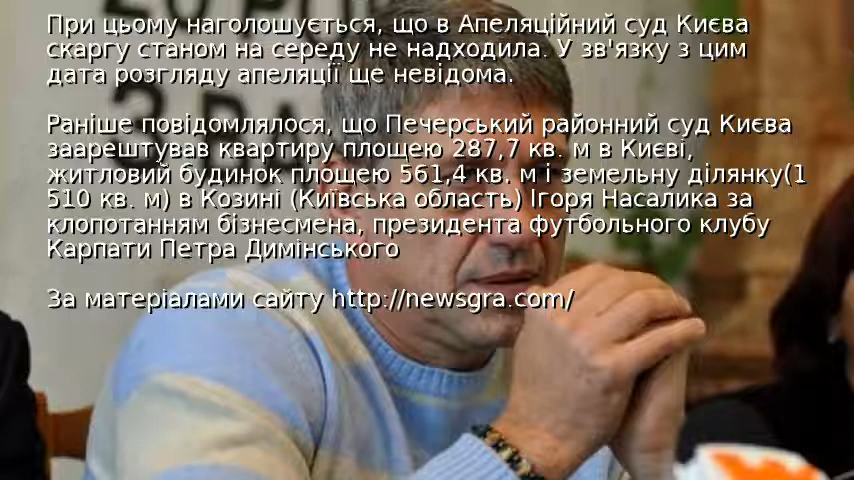 При цьому наголошується, що в Апеляційний суд Києва
скаргу станом на середу не надходила. У зв'язку з цим
дата розгляду апеляції ще невідома.
Раніше повідомлялося, що Печерський районний суд Києва
заарештував квартиру площею 287,7 кв. м в Києві,
житловий будинок площею 561,4 кв. м і земельну ділянку(1
510 кв. м) в Козині (Київська область) Ігоря Насалика за
клопотанням бізнесмена, президента футбольного клубу
Карпати Петра Димінського
За матеріалами сайту http://newsgra.com/